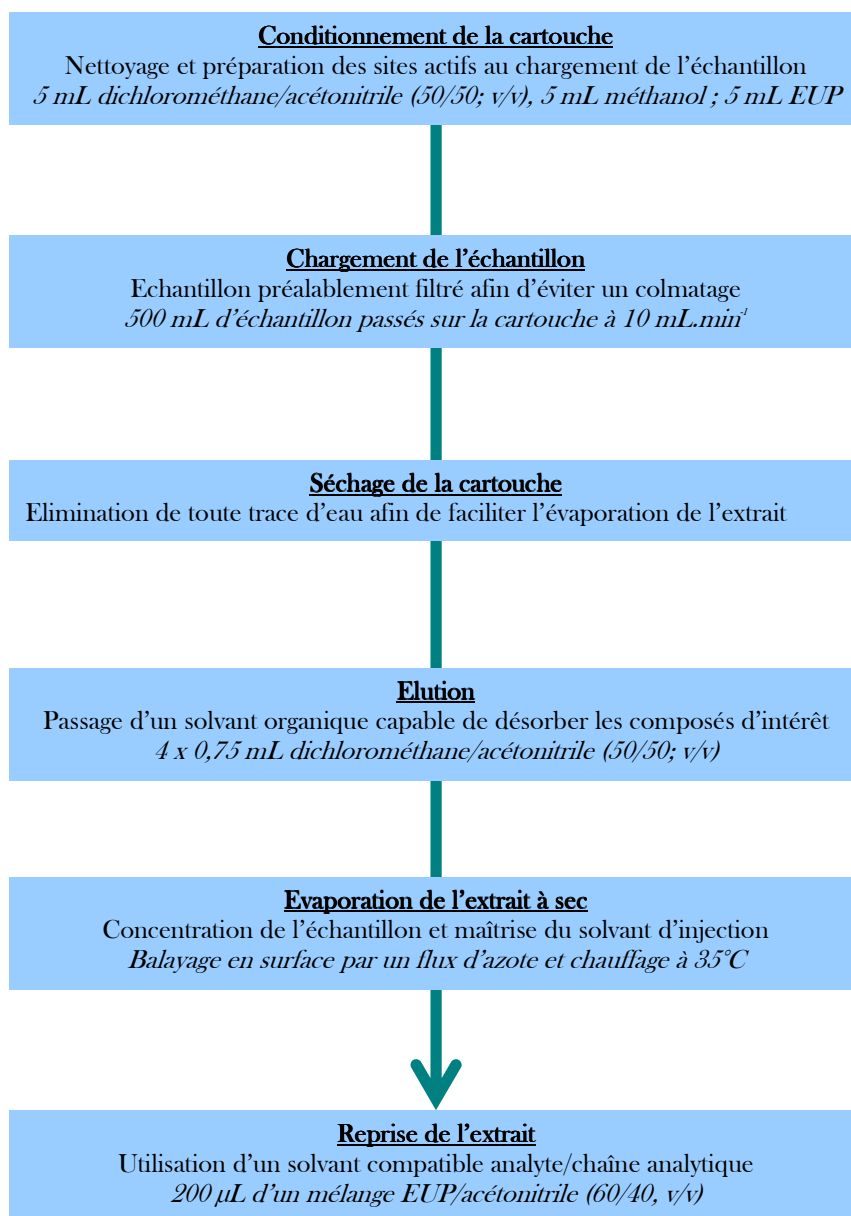 Conditionnement de la cartouche
Nettoyage et préparation des sites actifs au chargement de l’échantillon
5 mL dichlorométhane/acétonitrile (50/50; v/v), 5 mL méthanol ; 5 mL EUP
Chargement de l’échantillon
Echantillon préalablement filtré afin d’éviter un colmatage
500 mL d’échantillon passés sur la cartouche à 10 mL.min⁻¹
Séchage de la cartouche
Elimination de toute trace d’eau afin de faciliter l’évaporation de l’extrait
Elution
Passage d’un solvant organique capable de désorber les composés d’intérêt
4 x 0,75 mL dichlorométhane/acétonitrile (50/50; v/v)
Evaporation de l’extrait à sec
Concentration de l’échantillon et maîtrise du solvant d’injection
Balayage en surface par un flux d’azote et chauffage à 35°C
Reprise de l’extrait
Utilisation d’un solvant compatible analyte/chaîne analytique
200 µL d’un mélange EUP/acétonitrile (60/40, v/v)